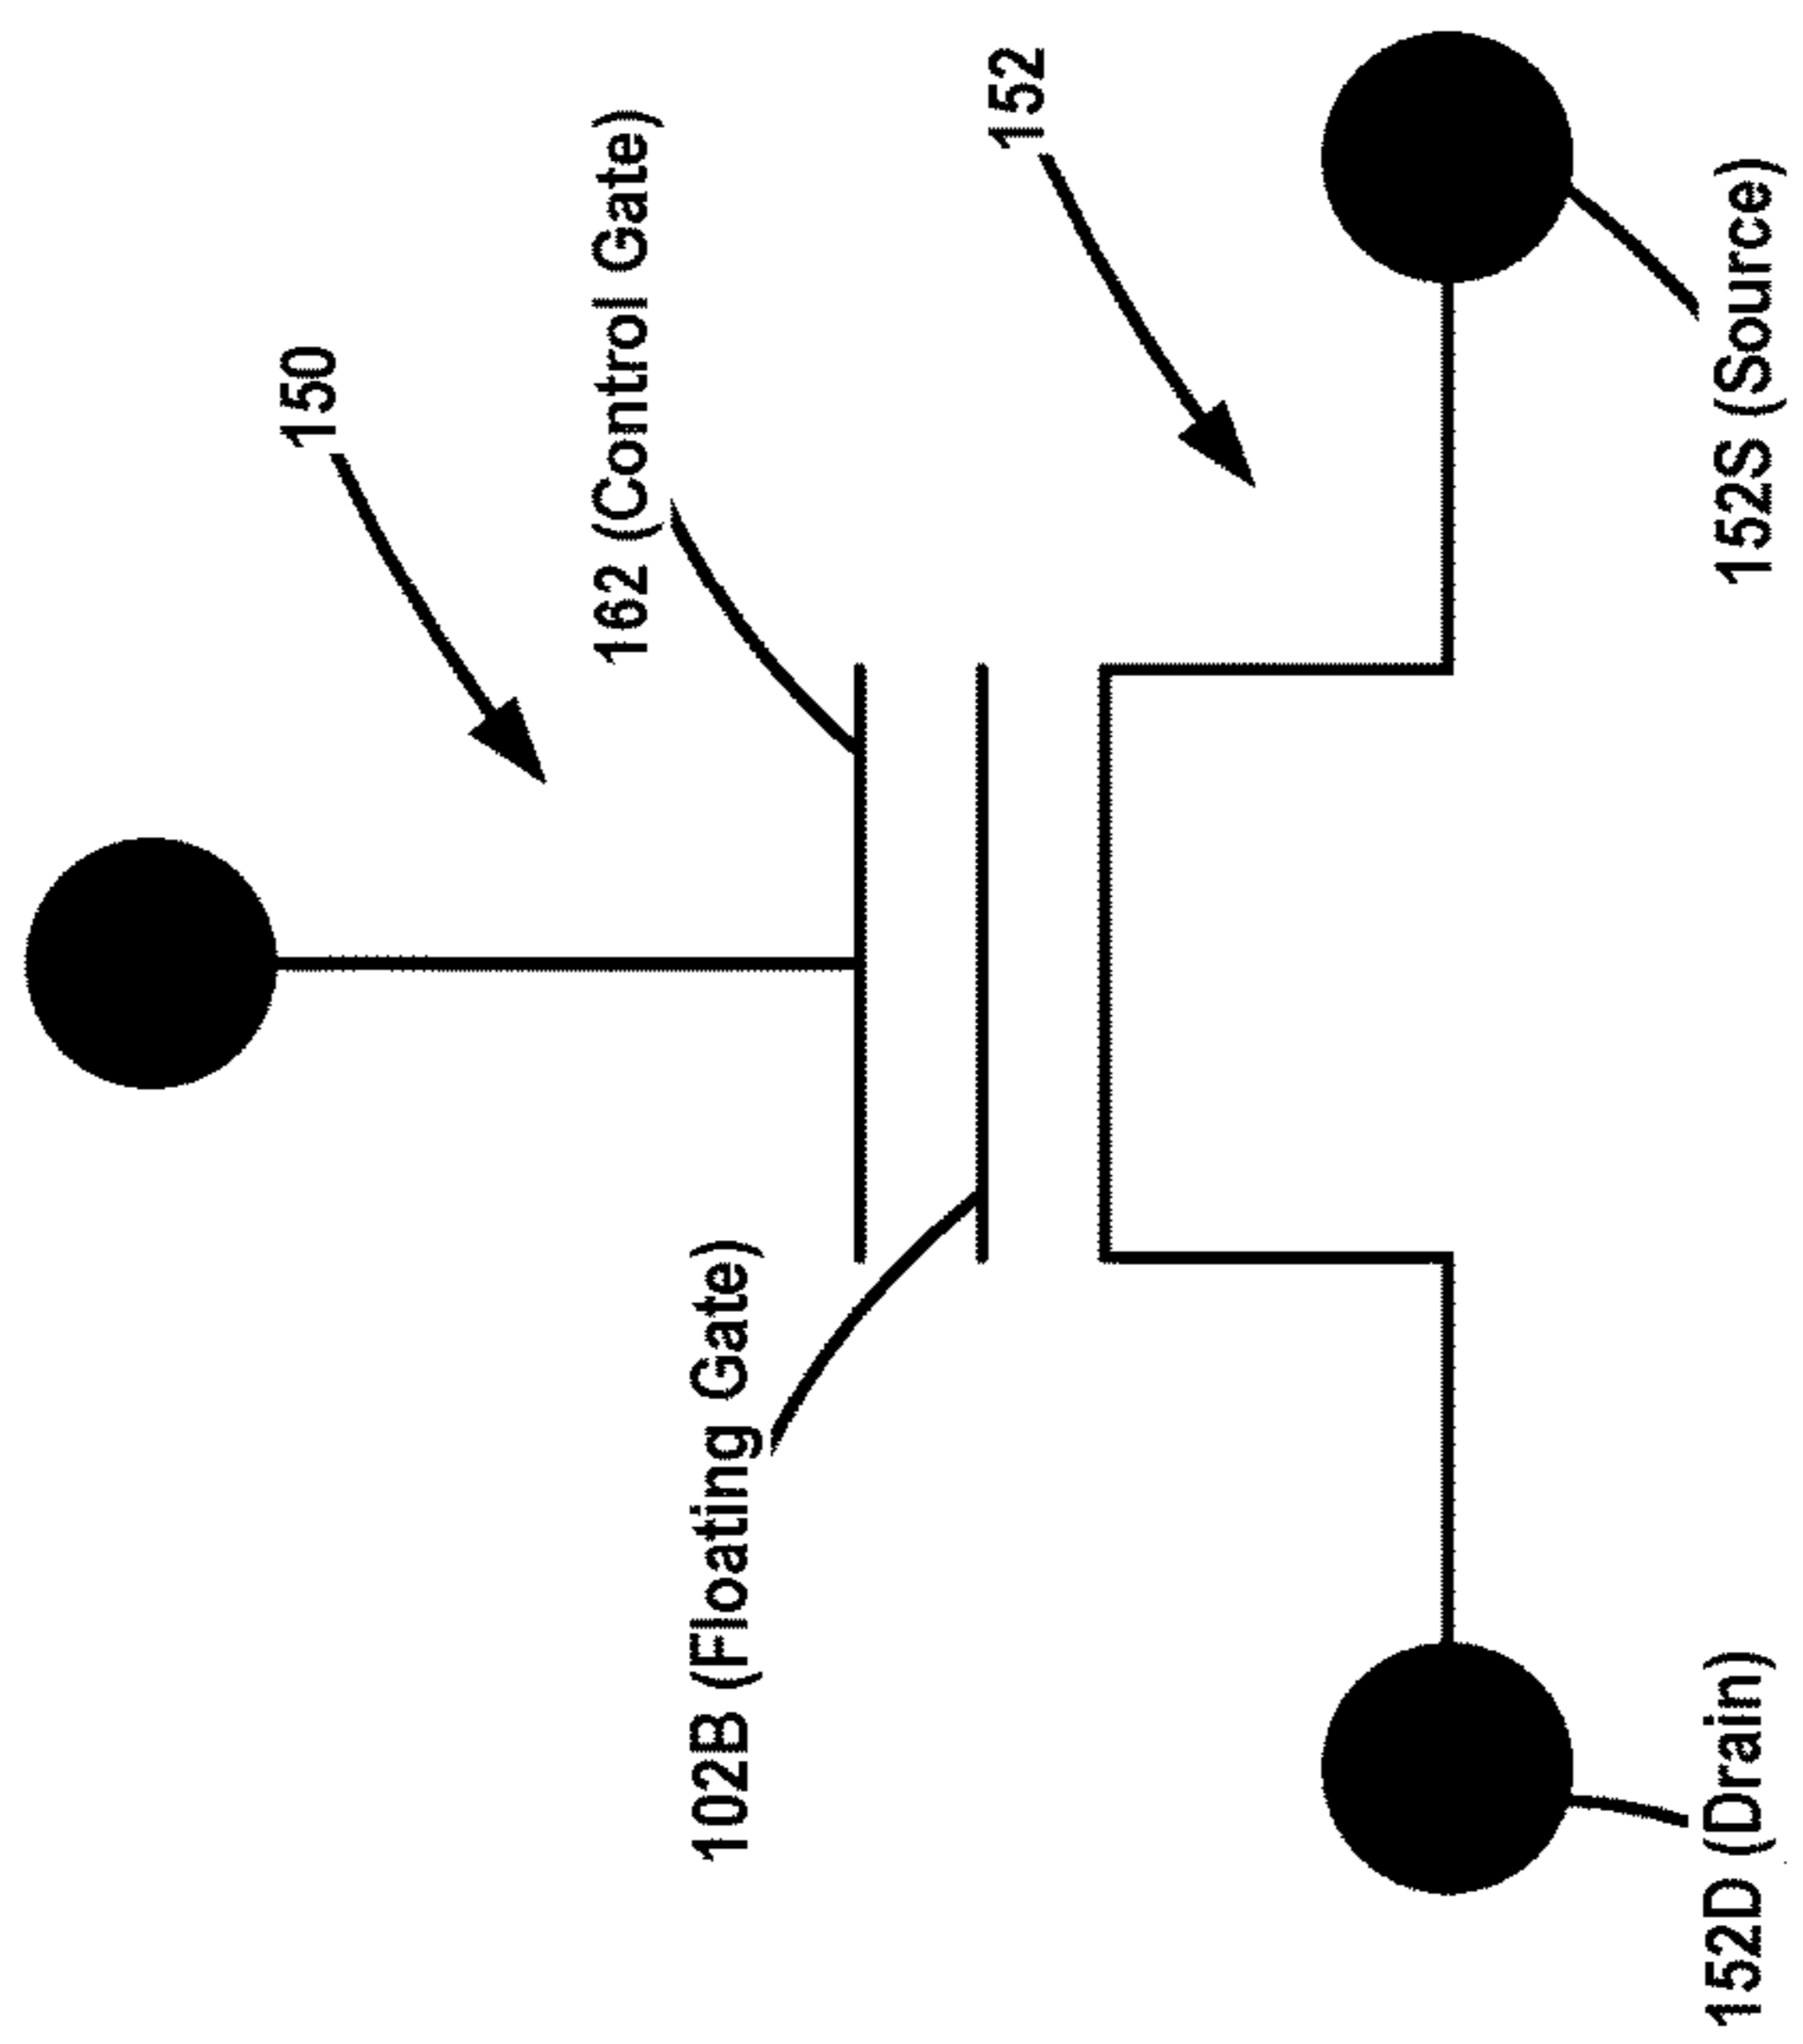 150
162 (Control Gate)
102B (Floating Gate)
152
152D (Drain)
152S (Source)